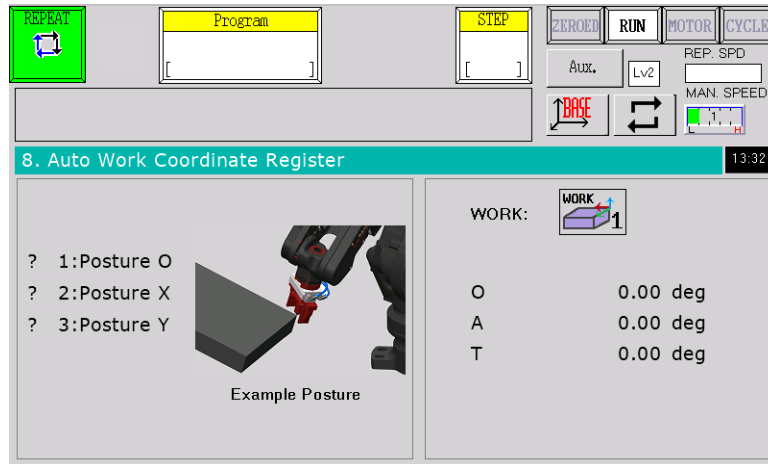 REPEAT
Program
[ ]
STEP
[ ]
ZEROED RUN MOTOR CYCLE
Aux.
Lv2
REP. SPD
BASE
MAN. SPEED
1
L H
8. Auto Work Coordinate Register
13:32
? 1:Posture O
? 2:Posture X
? 3:Posture Y
Example Posture
WORK:
WORK
1
O 0.00 deg
A 0.00 deg
T 0.00 deg